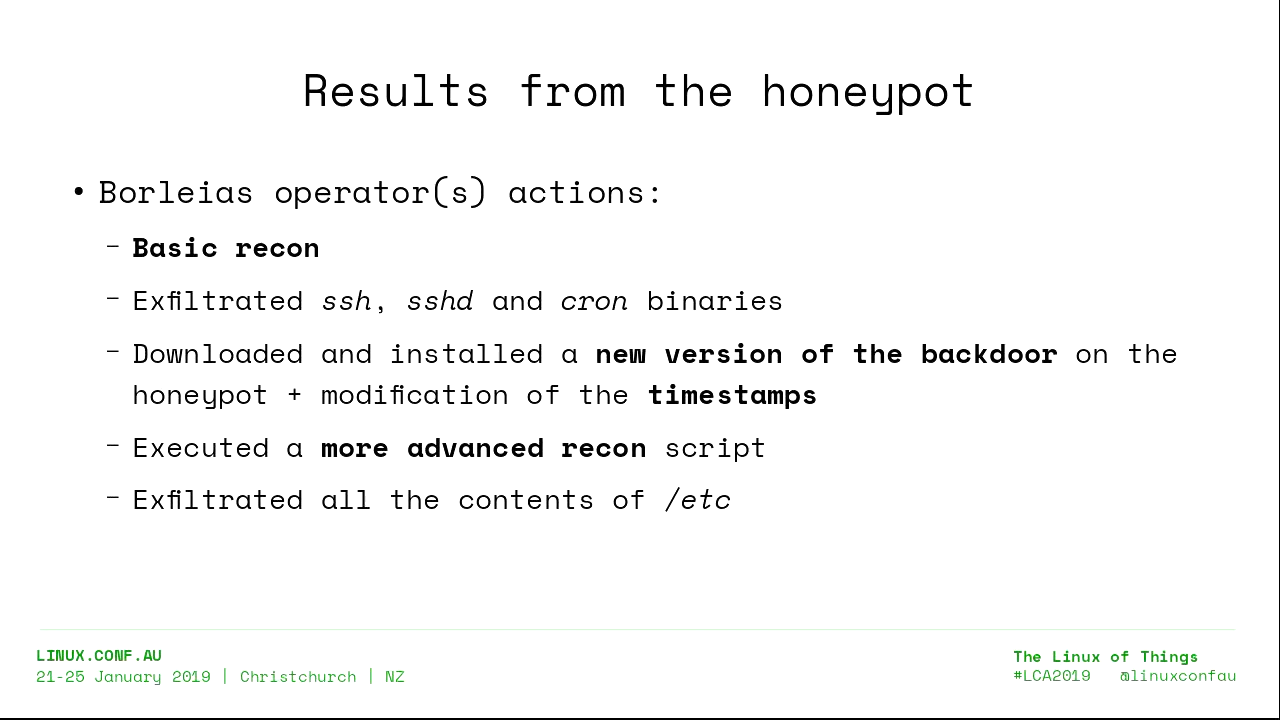 Results from the honeypot
• Borleias operator(s) actions:
– Basic recon
– Exfiltrated ssh, sshd and cron binaries
– Downloaded and installed a new version of the backdoor on the
honeypot + modification of the timestamps
– Executed a more advanced recon script
– Exfiltrated all the contents of /etc
LINUX.CONF.AU
21-25 January 2019 | Christchurch | NZ
The Linux of Things
#LCA2019 @linuxconfau